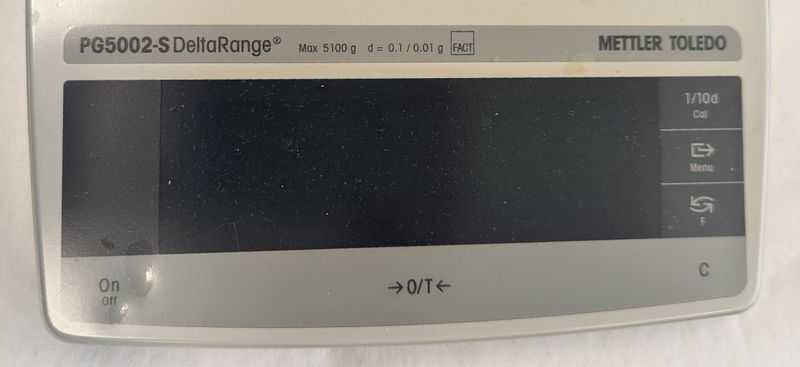 PG5002-S DeltaRange® Max 5100 g d = 0.1 / 0.01 g FACT METTLER TOLEDO
1/10d
Cal
Menu
F
On
Off
→0/T←
C